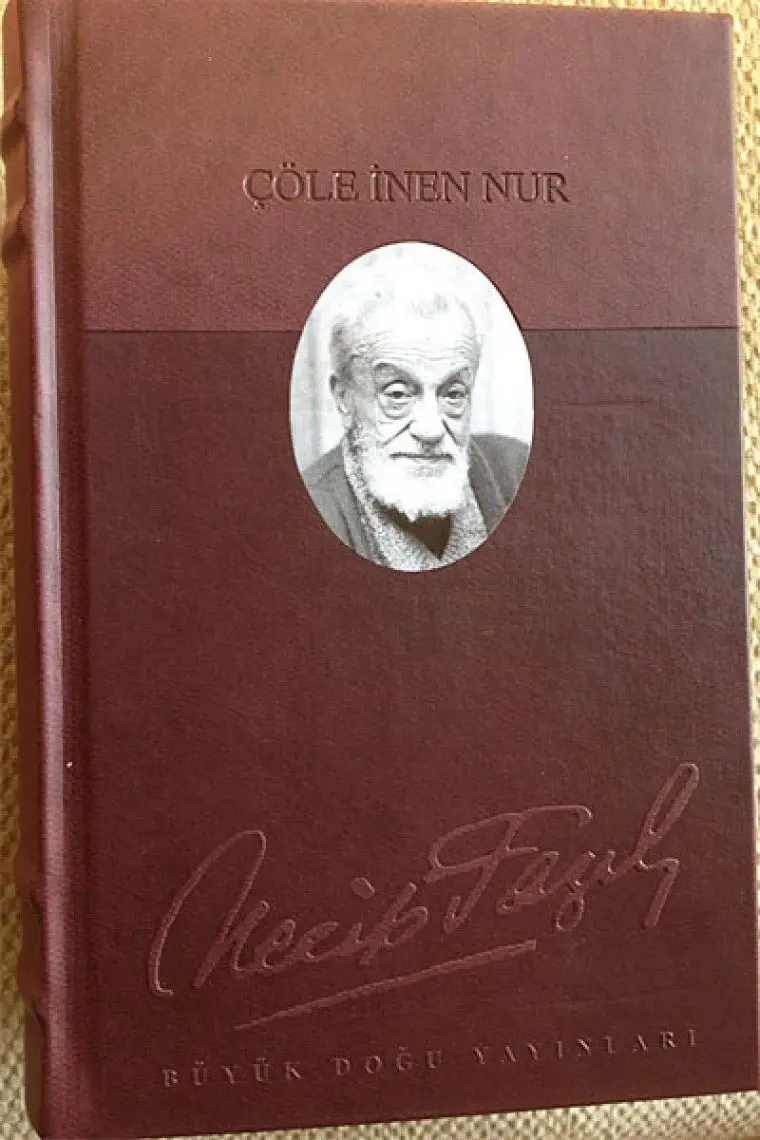 ÇÖLE İNEN NUR
Necip Fazıl
BÜYÜK DOĞU YAYINLARI